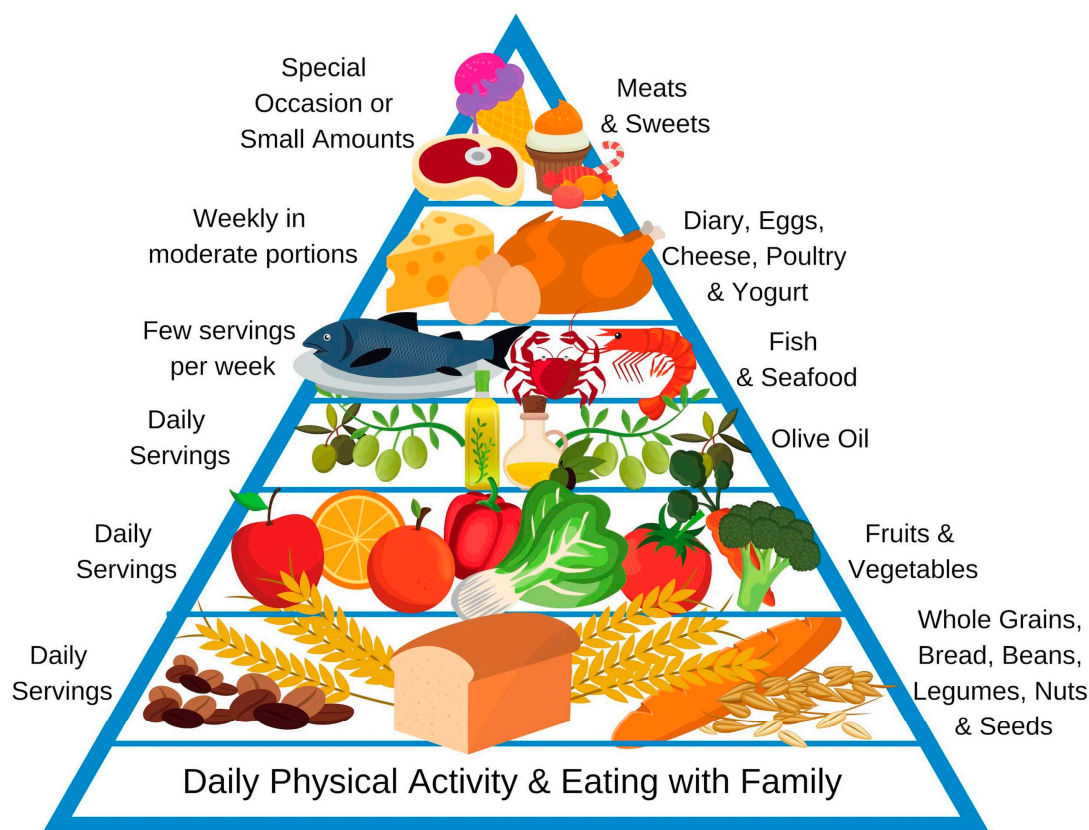 Special
Occasion or
Small Amounts
Meats
& Sweets
Weekly in
moderate portions
Diary, Eggs,
Cheese, Poultry
& Yogurt
Few servings
per week
Fish
& Seafood
Daily
Servings
Olive Oil
Daily
Servings
Fruits &
Vegetables
Daily
Servings
Whole Grains,
Bread, Beans,
Legumes, Nuts
& Seeds
Daily Physical Activity & Eating with Family